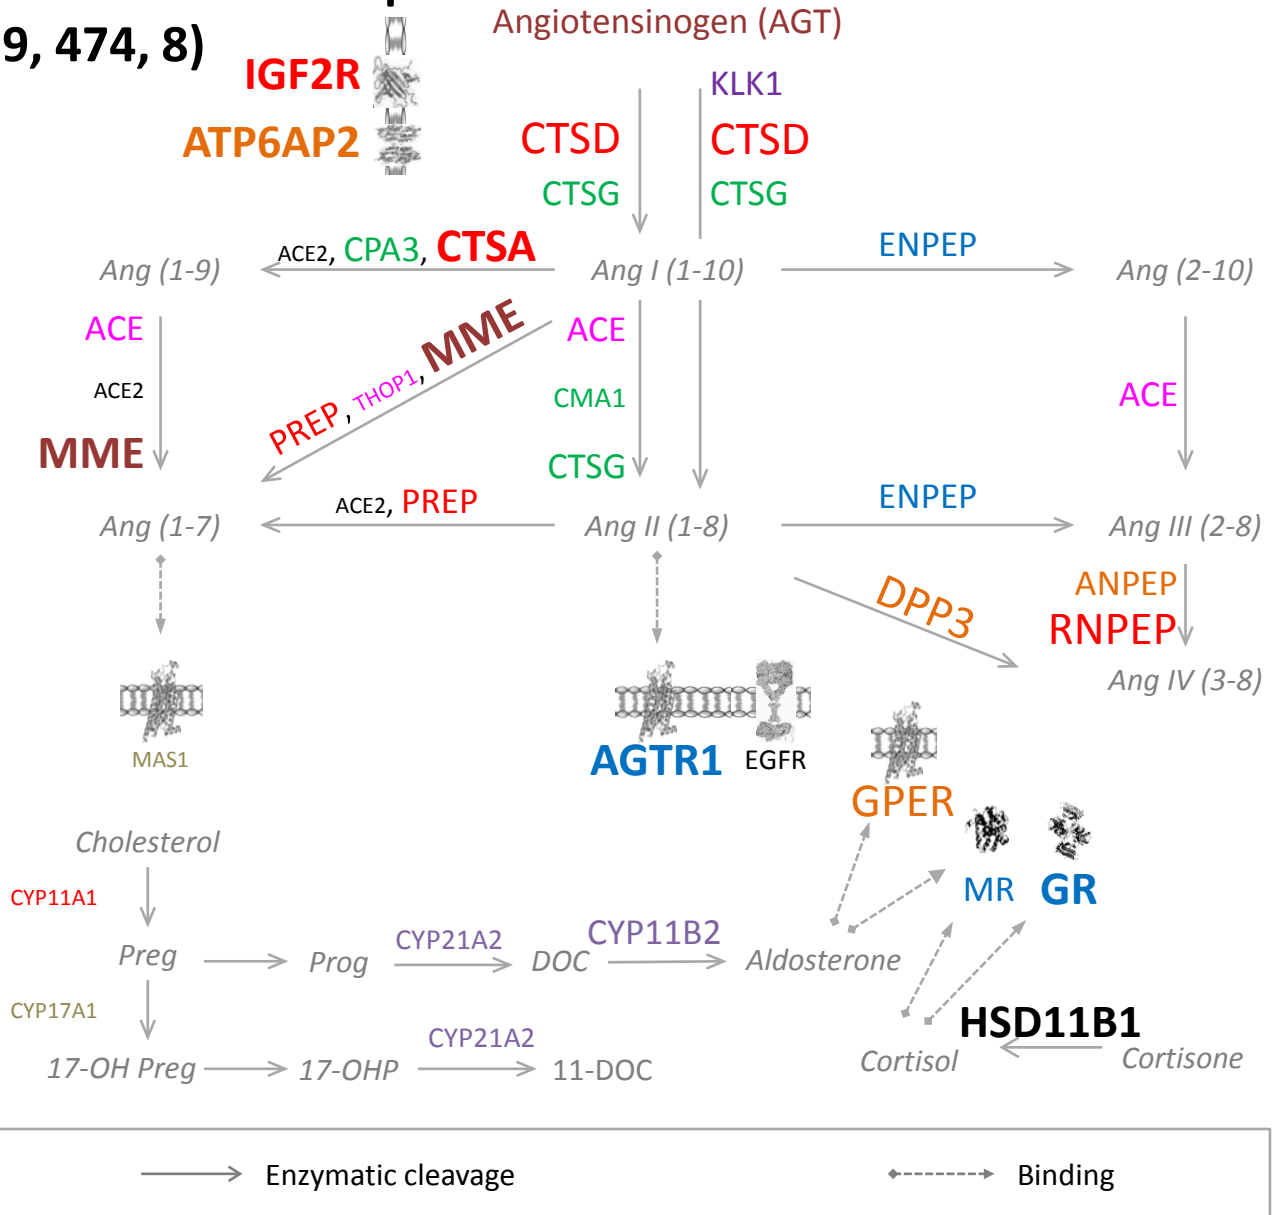 9, 474, 8)
Angiotensinogen (AGT)
IGF2R
ATP6AP2
KLK1
CTSD
CTSD
CTSG
CTSG
ACE2, CPA3, CTSA
ENPEP
Ang (1-9)
Ang I (1-10)
Ang (2-10)
ACE
ACE2
MME
PREP, THOP1, MME
ACE
CMA1
CTSG
ACE
ACE2, PREP
ENPEP
Ang (1-7)
Ang II (1-8)
Ang III (2-8)
DPP3
ANPEP
RNPEP
Ang IV (3-8)
MAS1
AGTR1
EGFR
GPER
MR
GR
Cholesterol
CYP11A1
Preg
Prog
CYP21A2
DOC
CYP11B2
Aldosterone
CYP17A1
17-OH Preg
17-OHP
CYP21A2
11-DOC
HSD11B1
Cortisol
Cortisone
Enzymatic cleavage
Binding